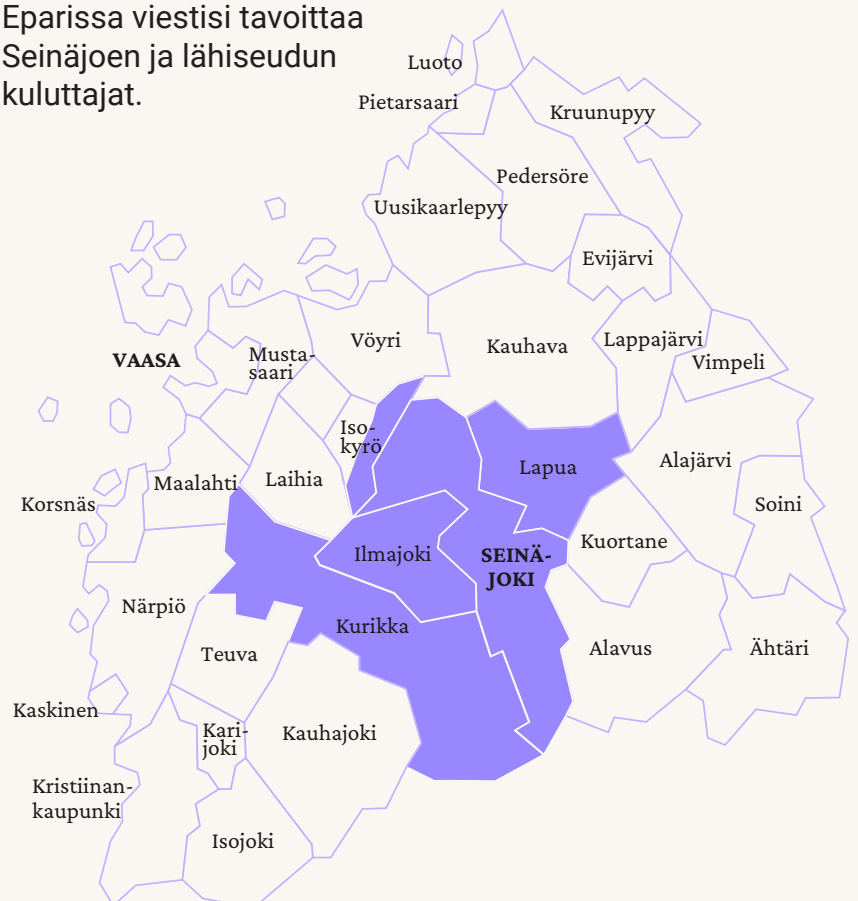 Eparissa viestisi tavoittaa
Seinäjoen ja lähiseudun
kuluttajat.
Luoto
Pietarsaari
Kruunupyy
Pedersöre
Uusikaarlepyy
Evijärvi
Vöyri
Kauhava
Lappajärvi
Vimpeli
VAASA
Musta-
saari
Iso-
kyrö
Lapua
Alajärvi
Maalahti
Laihia
Korsnäs
Soini
Kuortane
Ilmajoki
SEINÄ-
JOKI
Närpiö
Kurikka
Teuva
Alavus
Ähtäri
Kaskinen
Kari-
joki
Kauhajoki
Kristiinan-
kaupunki
Isojoki